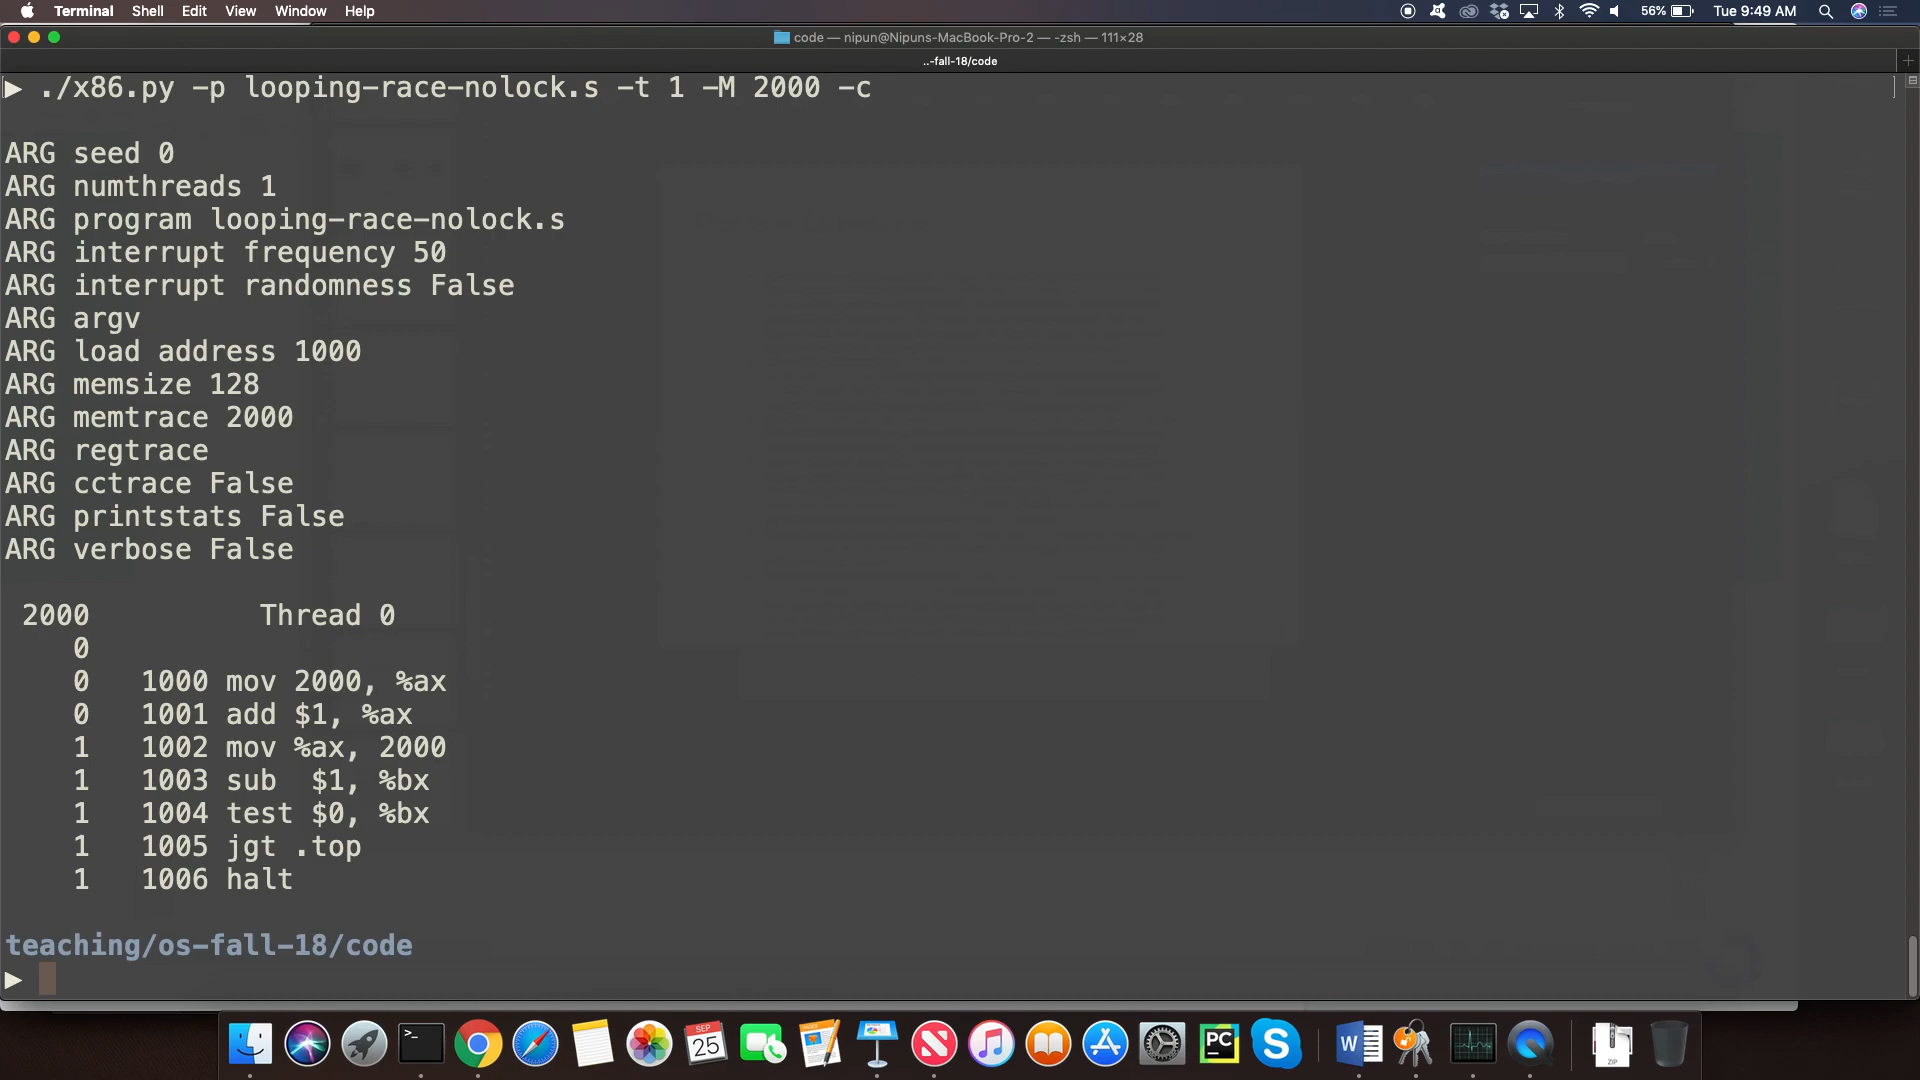 Terminal Shell Edit View Window Help 56% Tue 9:49 AM
code — nipun@Nipuns-MacBook-Pro-2 — -zsh — 111×28
..-fall-18/code
▶ ./x86.py -p looping-race-nolock.s -t 1 -M 2000 -c
ARG seed 0
ARG numthreads 1
ARG program looping-race-nolock.s
ARG interrupt frequency 50
ARG interrupt randomness False
ARG argv
ARG load address 1000
ARG memsize 128
ARG memtrace 2000
ARG regtrace
ARG cctrace False
ARG printstats False
ARG verbose False
2000 Thread 0
0
0 1000 mov 2000, %ax
0 1001 add $1, %ax
1 1002 mov %ax, 2000
1 1003 sub  $1, %bx
1 1004 test $0, %bx
1 1005 jgt .top
1 1006 halt
teaching/os-fall-18/code
▶
SEP
25
PAGES
PC
W
ZIP